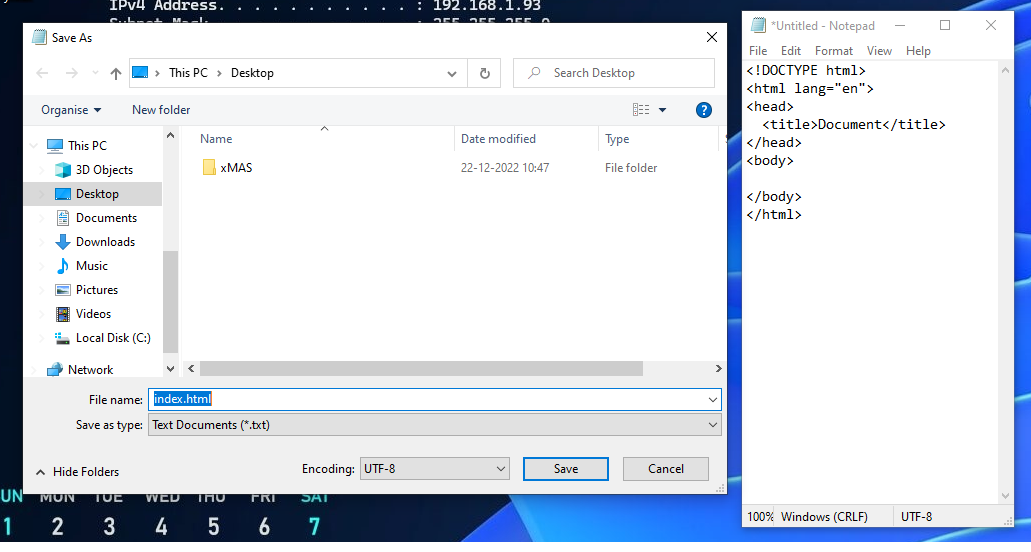 IPv4 Address. . . . . . . . . . . : 192.168.1.93
Subnet Mask . . . . . . . . . . . : 255.255.255.0
Save As
This PC > Desktop
Search Desktop
Organise
New folder
?
This PC
3D Objects
Desktop
Documents
Downloads
Music
Pictures
Videos
Local Disk (C:)
Network
Name Date modified Type
xMAS 22-12-2022 10:47 File folder
File name: index.html
Save as type: Text Documents (*.txt)
Hide Folders
Encoding: UTF-8
Save
Cancel
*Untitled - Notepad
File Edit Format View Help
<!DOCTYPE html>
<html lang="en">
<head>
<title>Document</title>
</head>
<body>
</body>
</html>
100% Windows (CRLF) UTF-8
MON TUE WED THU FRI SAT
1 2 3 4 5 6 7